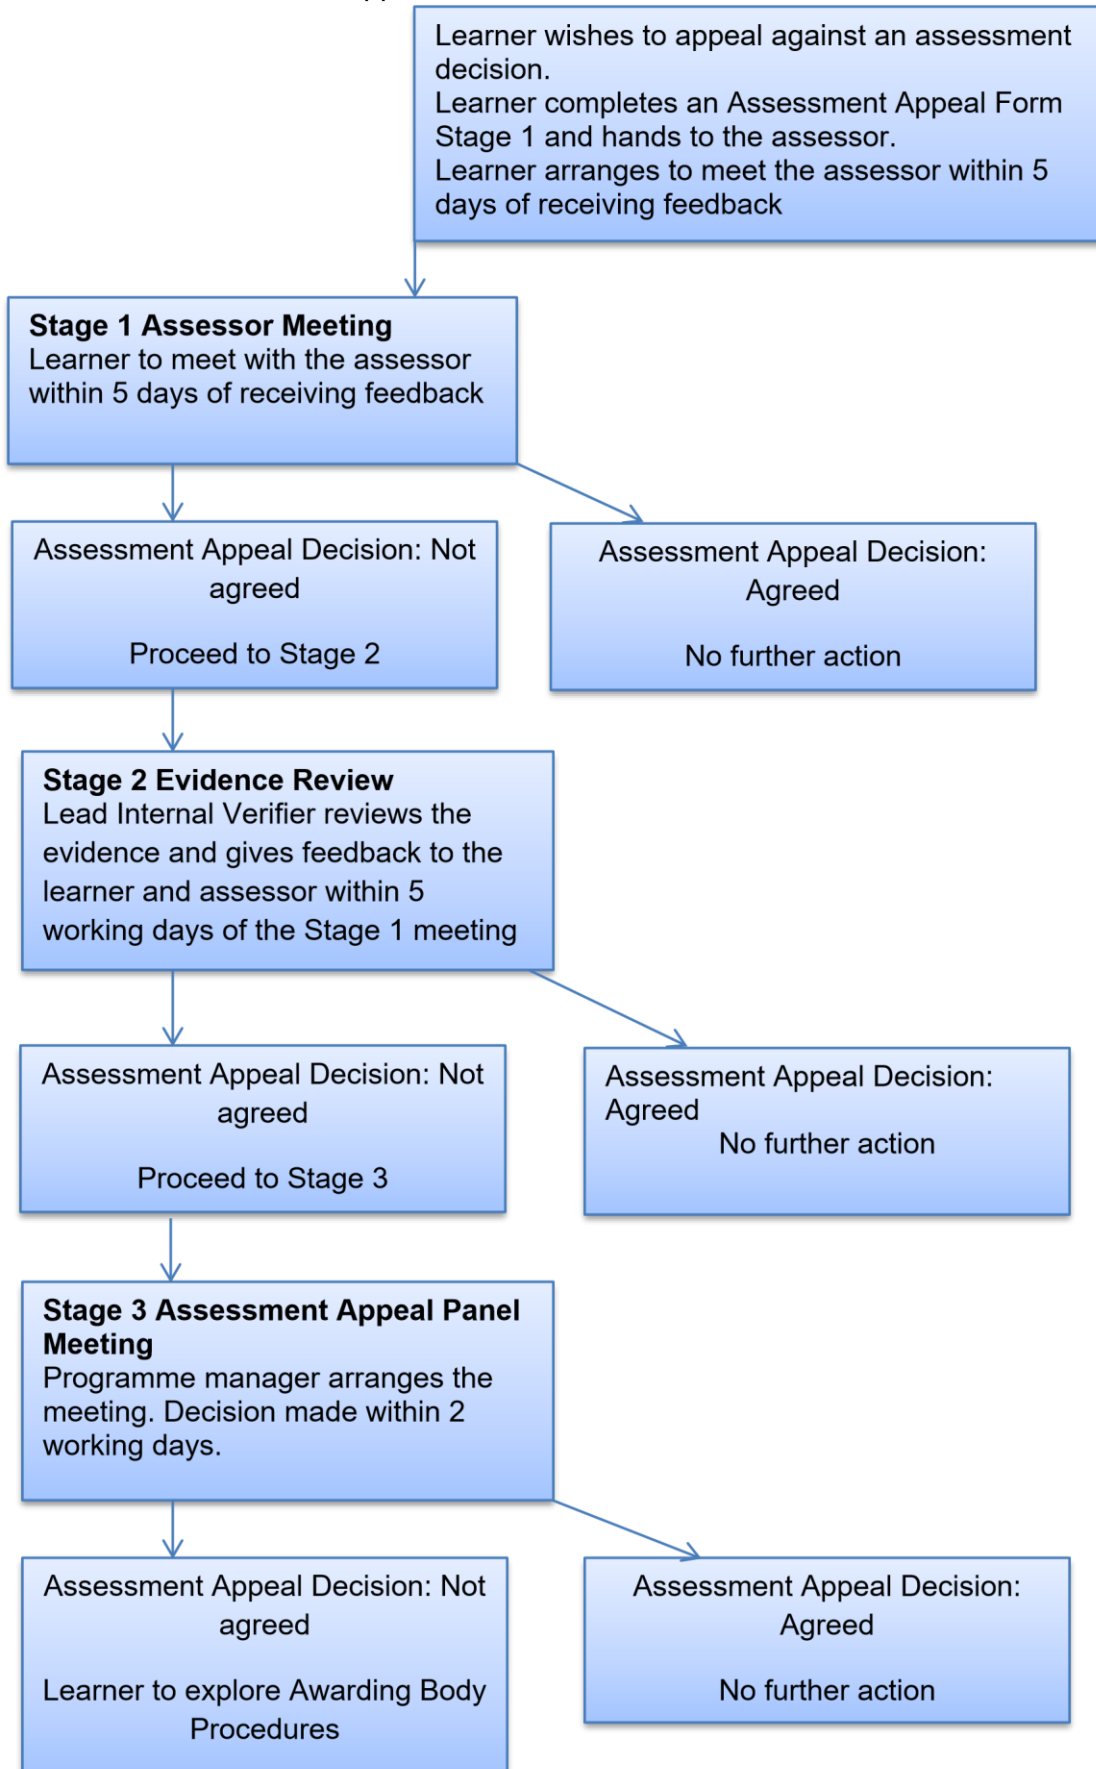 Learner wishes to appeal against an assessment
decision.
Learner completes an Assessment Appeal Form
Stage 1 and hands to the assessor.
Learner arranges to meet the assessor within 5
days of receiving feedback
Stage 1 Assessor Meeting
Learner to meet with the assessor
within 5 days of receiving feedback
Assessment Appeal Decision: Not
agreed
Proceed to Stage 2
Assessment Appeal Decision:
Agreed
No further action
Stage 2 Evidence Review
Lead Internal Verifier reviews the
evidence and gives feedback to the
learner and assessor within 5
working days of the Stage 1 meeting
Assessment Appeal Decision: Not
agreed
Proceed to Stage 3
Assessment Appeal Decision:
Agreed
No further action
Stage 3 Assessment Appeal Panel
Meeting
Programme manager arranges the
meeting. Decision made within 2
working days.
Assessment Appeal Decision: Not
agreed
Learner to explore Awarding Body
Procedures
Assessment Appeal Decision:
Agreed
No further action